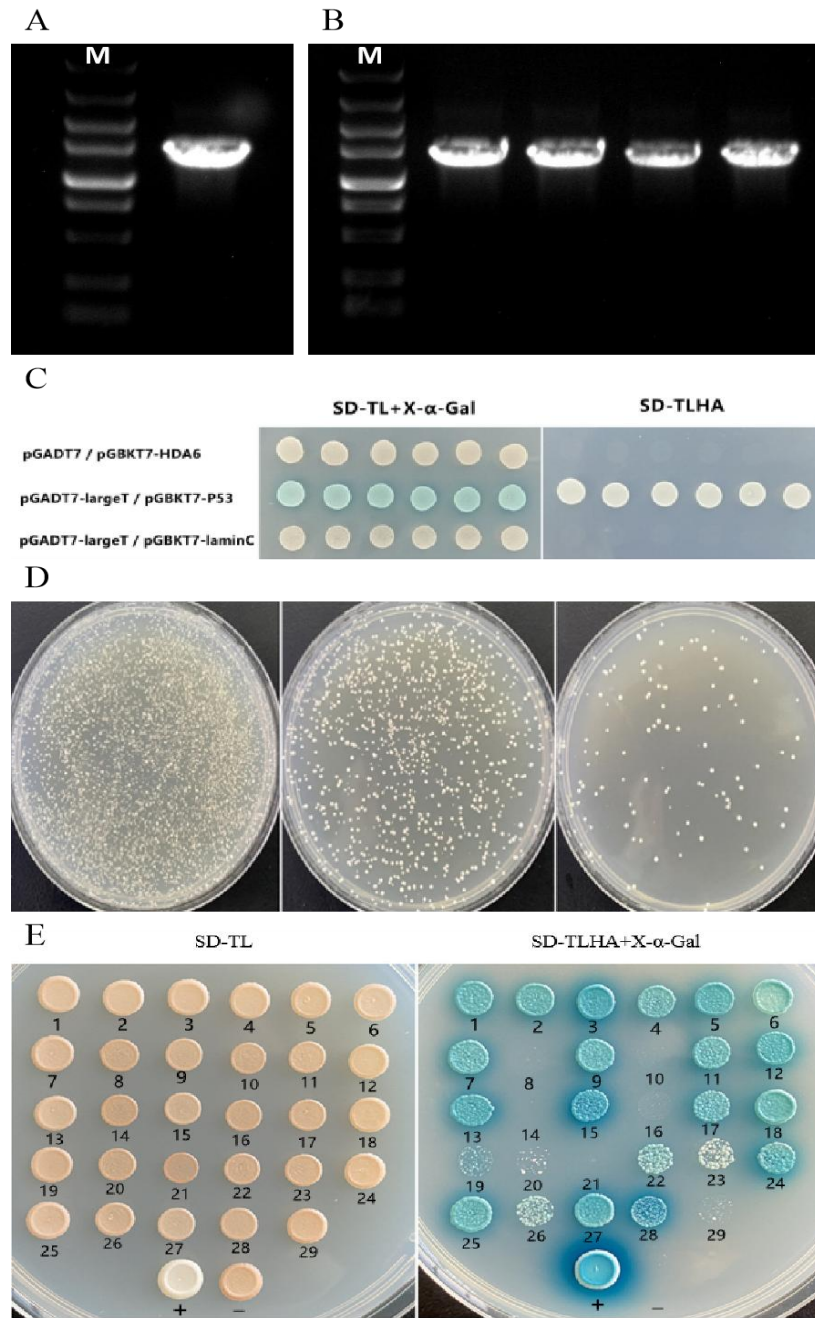 A
B
M
M
C
SD-TL+X-α-Gal
SD-TLHA
pGADT7 / pGBKT7-HDA6
pGADT7-largeT / pGBKT7-P53
pGADT7-largeT / pGBKT7-laminC
D
E
SD-TL
SD-TLHA+X-α-Gal
1 2 3 4 5 6
7 8 9 10 11 12
13 14 15 16 17 18
19 20 21 22 23 24
25 26 27 28 29
+ −
1 2 3 4 5 6
7 8 9 10 11 12
13 14 15 16 17 18
19 20 21 22 23 24
25 26 27 28 29
+ −